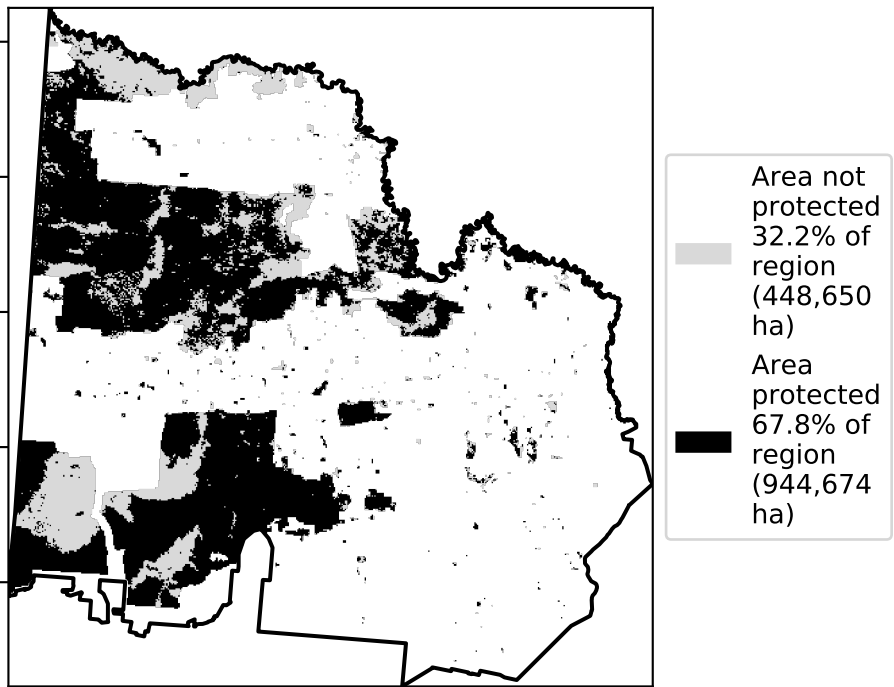 Area not
protected
32.2% of
region
(448,650
ha)
Area
protected
67.8% of
region
(944,674
ha)